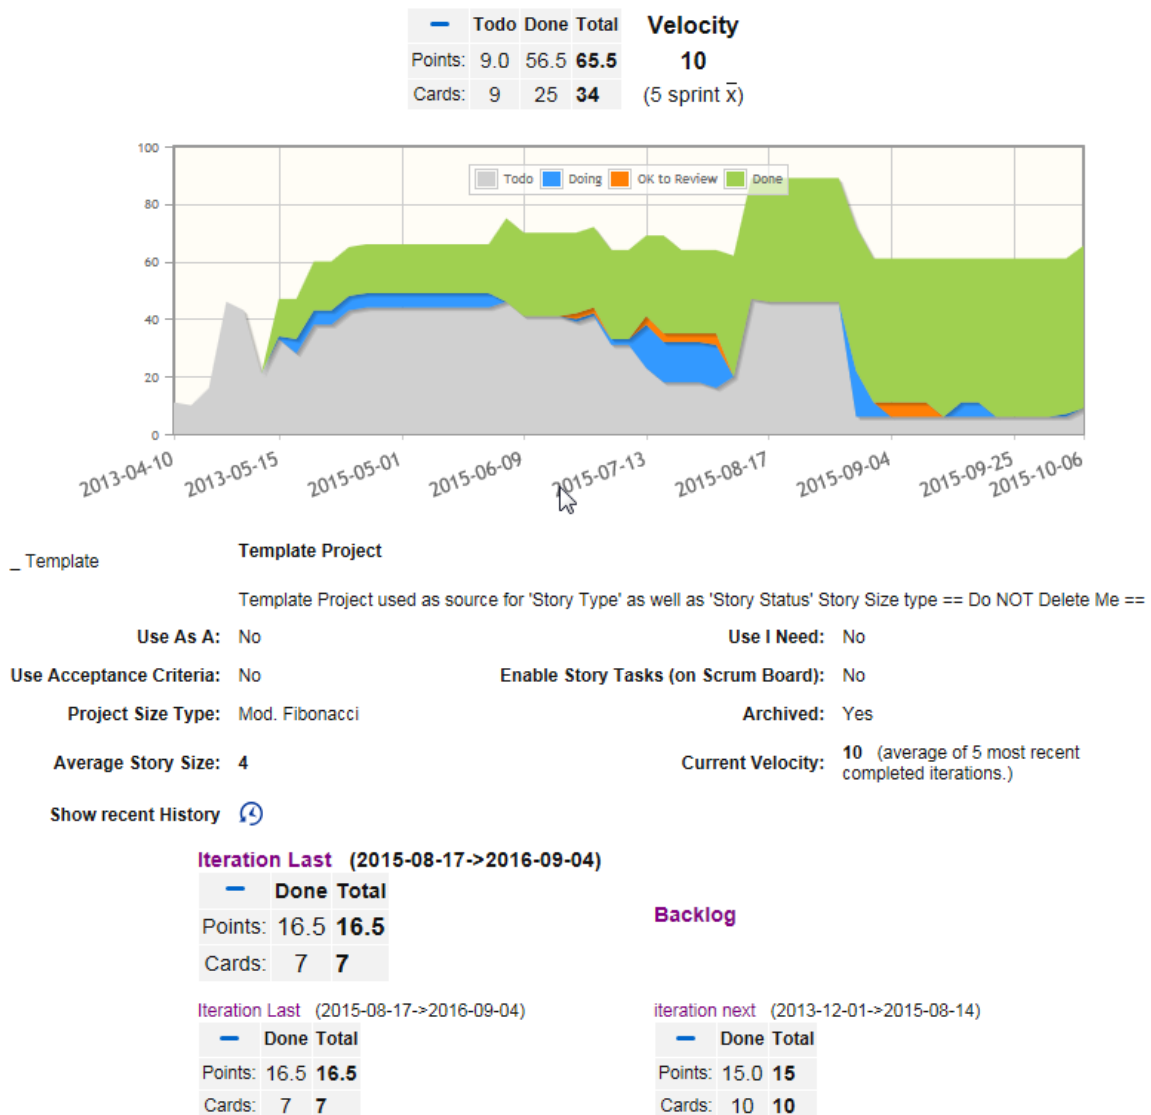 Todo Done Total
Velocity
Points: 9.0 56.5 65.5
10
Cards: 9 25 34
(5 sprint x̅)
100
Todo Doing OK to Review Done
80
60
40
20
0
2013-04-10 2013-05-15 2015-05-01 2015-06-09 2015-07-13 2015-08-17 2015-09-04 2015-09-25 2015-10-06
_ Template
Template Project
Template Project used as source for 'Story Type' as well as 'Story Status' Story Size type == Do NOT Delete Me ==
Use As A: No
Use I Need: No
Use Acceptance Criteria: No
Enable Story Tasks (on Scrum Board): No
Project Size Type: Mod. Fibonacci
Archived: Yes
Average Story Size: 4
Current Velocity: 10 (average of 5 most recent
completed iterations.)
Show recent History
Iteration Last (2015-08-17->2016-09-04)
Done Total
Points: 16.5 16.5
Cards: 7 7
Backlog
Iteration Last (2015-08-17->2016-09-04)
Done Total
Points: 16.5 16.5
Cards: 7 7
iteration next (2013-12-01->2015-08-14)
Done Total
Points: 15.0 15
Cards: 10 10